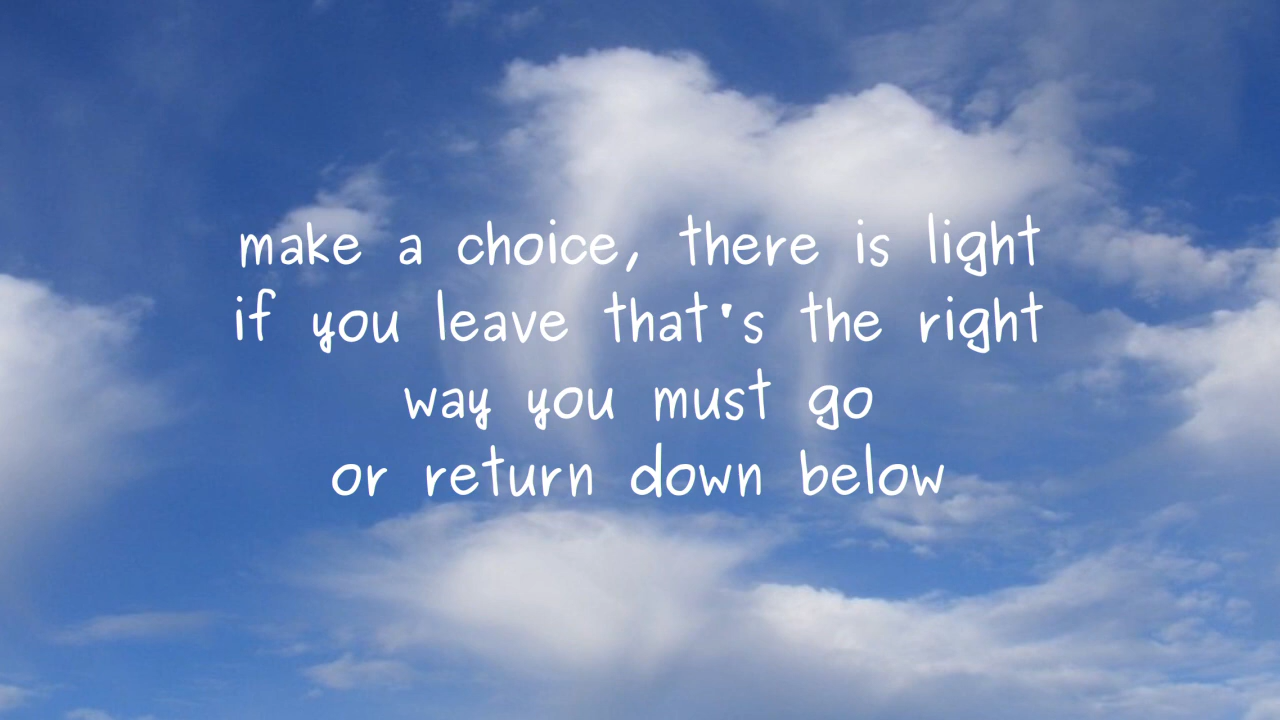 make a choice, there is light
if you leave that's the right
way you must go
or return down below